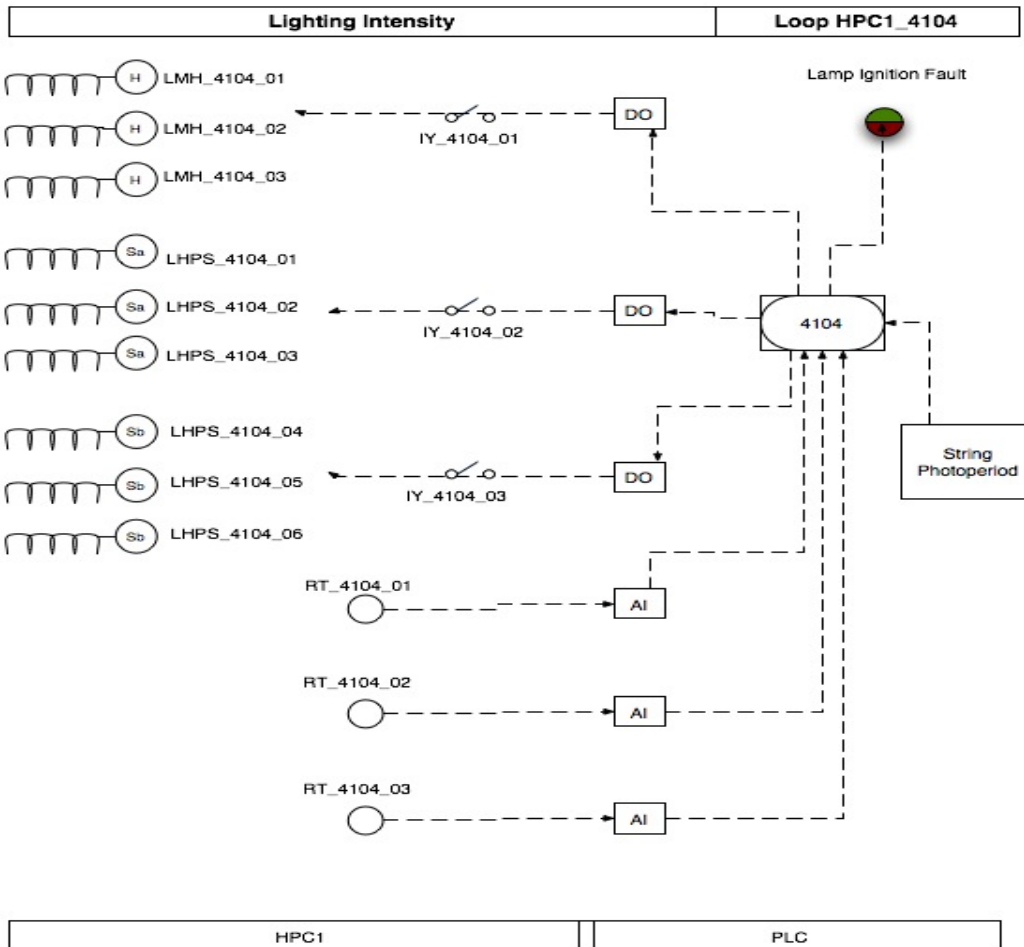 Lighting Intensity
Loop HPC1_4104
H
LMH_4104_01
Lamp Ignition Fault
DO
H
LMH_4104_02
IY_4104_01
H
LMH_4104_03
Sa
LHPS_4104_01
Sa
LHPS_4104_02
DO
4104
IY_4104_02
Sa
LHPS_4104_03
Sb
LHPS_4104_04
String
Photoperiod
Sb
LHPS_4104_05
DO
IY_4104_03
Sb
LHPS_4104_06
RT_4104_01
AI
RT_4104_02
AI
RT_4104_03
AI
HPC1
PLC